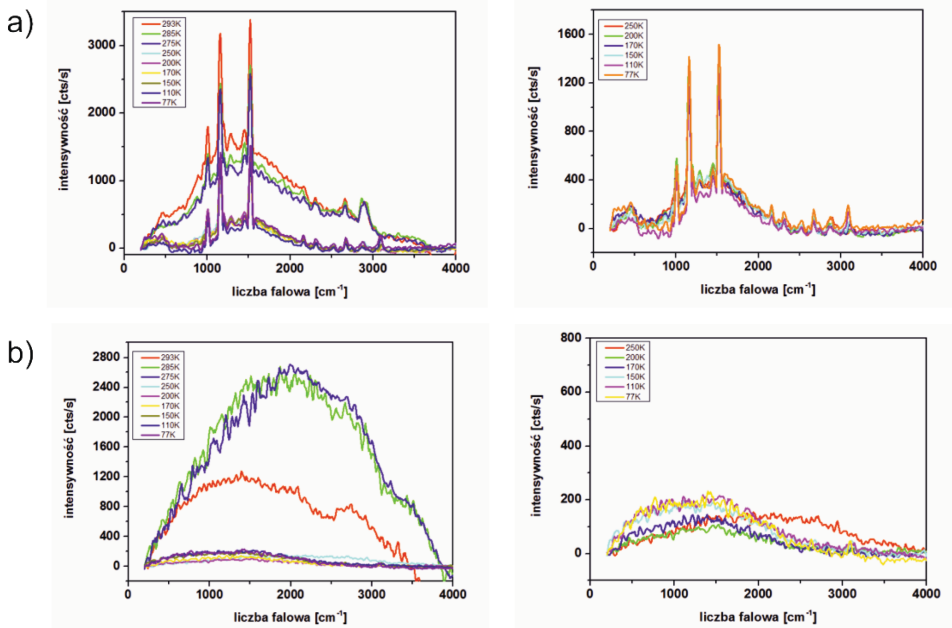 a)
293K
285K
275K
250K
200K
170K
150K
110K
77K
intensywność [cts/s]
3000
2000
1000
0
0
1000
2000
3000
4000
liczba falowa [cm⁻¹]
250K
200K
170K
150K
110K
77K
intensywność [cts/s]
1600
1200
800
400
0
0
1000
2000
3000
4000
liczba falowa [cm⁻¹]
b)
293K
285K
275K
250K
200K
170K
150K
110K
77K
intensywność [cts/s]
2800
2400
2000
1600
1200
800
400
0
0
1000
2000
3000
4000
liczba falowa [cm⁻¹]
250K
200K
170K
150K
110K
77K
intensywność [cts/s]
800
600
400
200
0
0
1000
2000
3000
4000
liczba falowa [cm⁻¹]